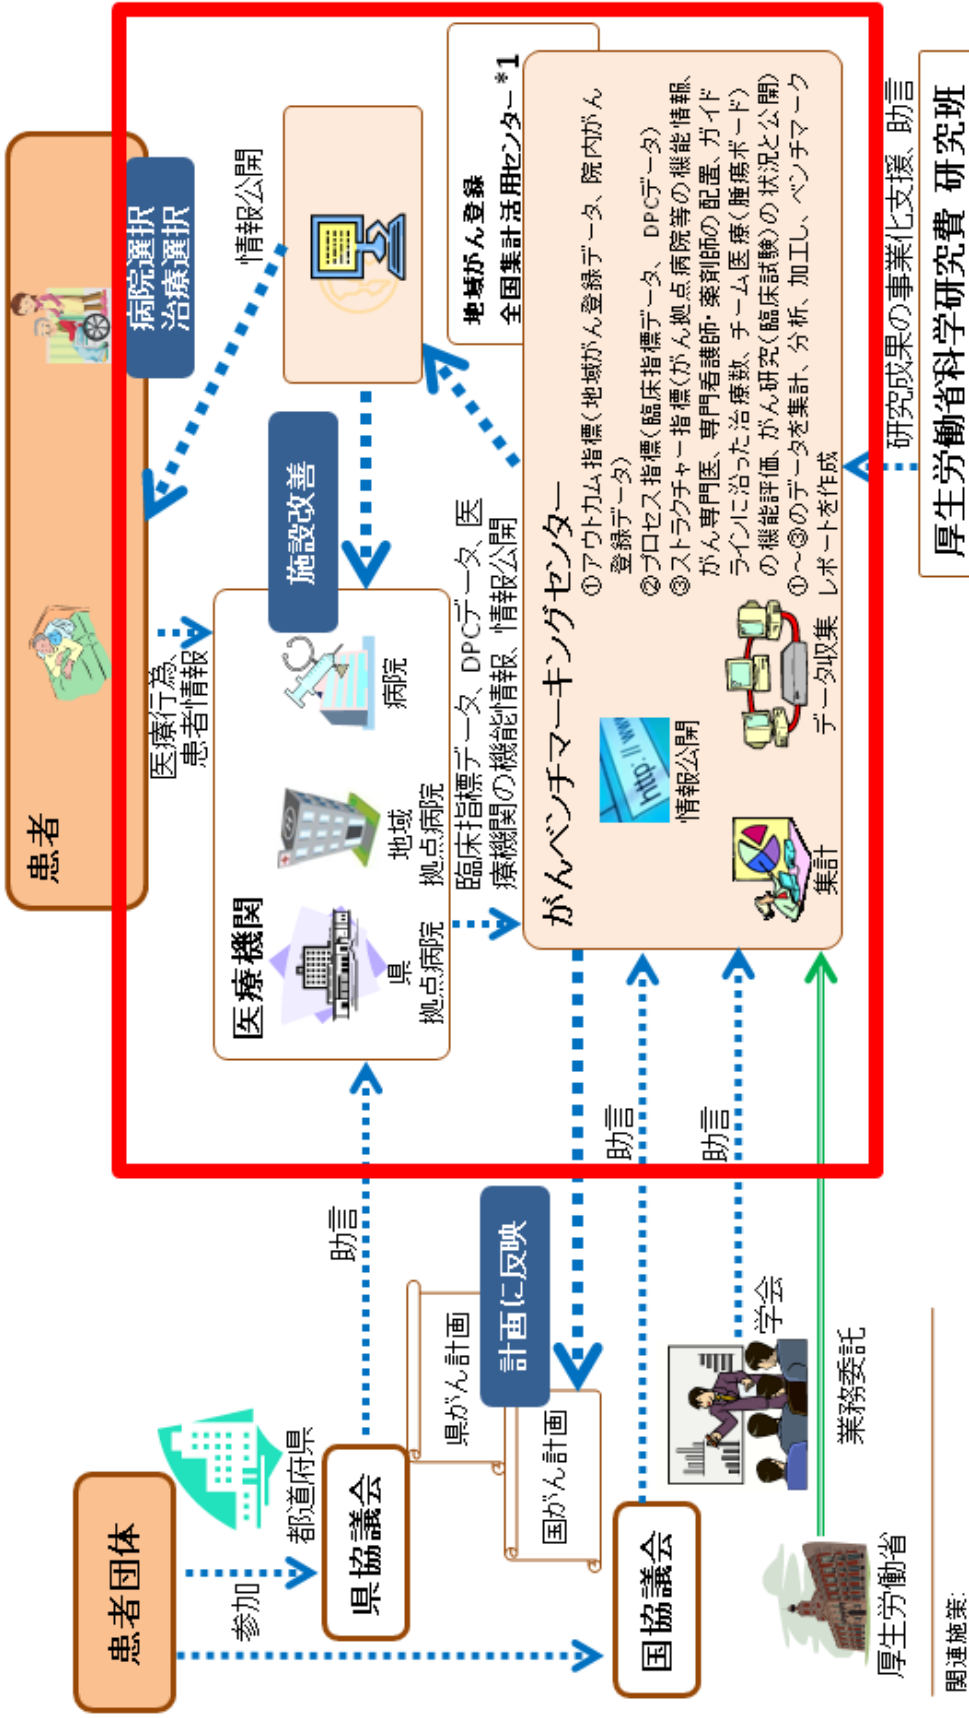 患者団体
参加
都道府県
県協議会
国協議会
助言
県がん計画
国がん計画
計画に反映
学会
厚生労働省
業務委託
助言
助言
関連施策:
患者
医療行為、
患者情報
病院選択
治療選択
情報公開
医療機関
県
拠点病院
地域
拠点病院
病院
施設改善
臨床指標データ、DPCデータ、医
療機関の機能情報、情報公開
地域がん登録
全国集計活用センター*1
がんベンチマーキングセンター
情報公開
集計
データ収集
①アウトカム指標(地域がん登録データ、院内がん
登録データ)
②プロセス指標(臨床指標データ、DPCデータ)
③ストラクチャー指標(がん拠点病院等の機能情報、
がん専門医、専門看護師・薬剤師の配置、ガイド
ラインに沿った治療数、チーム医療(腫瘍ボード)
の機能評価、がん研究(臨床試験)の状況と公開)
①～③のデータを集計、分析、加工し、ベンチマーク
レポートを作成
研究成果の事業化支援、助言
厚生労働省科学研究費 研究班